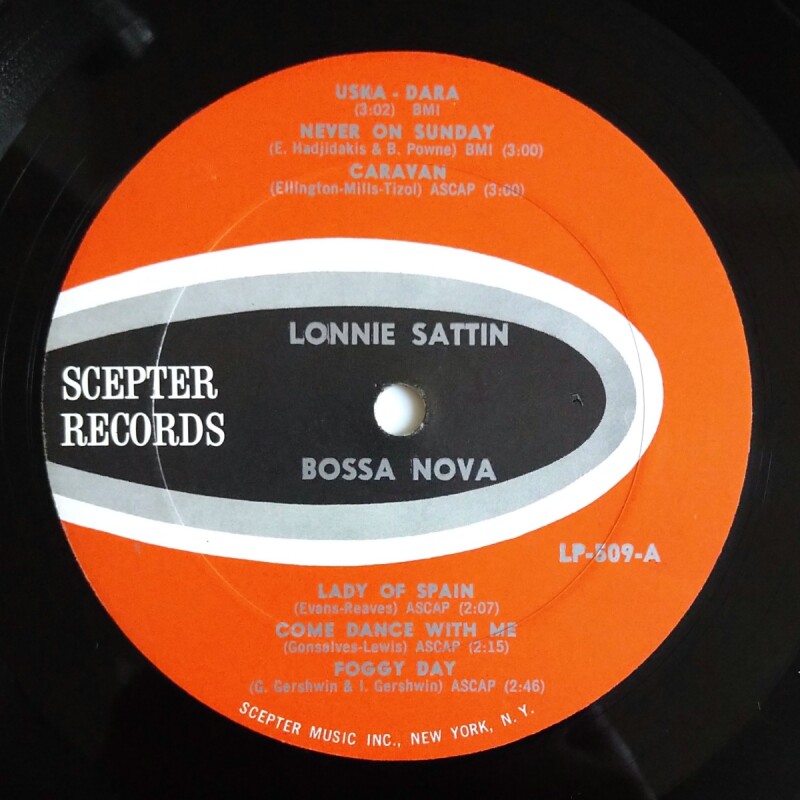 USKA-DARA
(3:02) BMI
NEVER ON SUNDAY
(E. Hadjidakis & B. Powne) BMI (3:00)
CARAVAN
(Ellington-Mills-Tizol) ASCAP (3:00)
LONNIE SATTIN
SCEPTER
RECORDS
BOSSA NOVA
LP-509-A
LADY OF SPAIN
(Evans-Reaves) ASCAP (2:07)
COME DANCE WITH ME
(Gonsalves-Lewis) ASCAP (2:15)
FOGGY DAY
(G. Gershwin & I. Gershwin) ASCAP (2:46)
SCEPTER MUSIC INC., NEW YORK, N. Y.